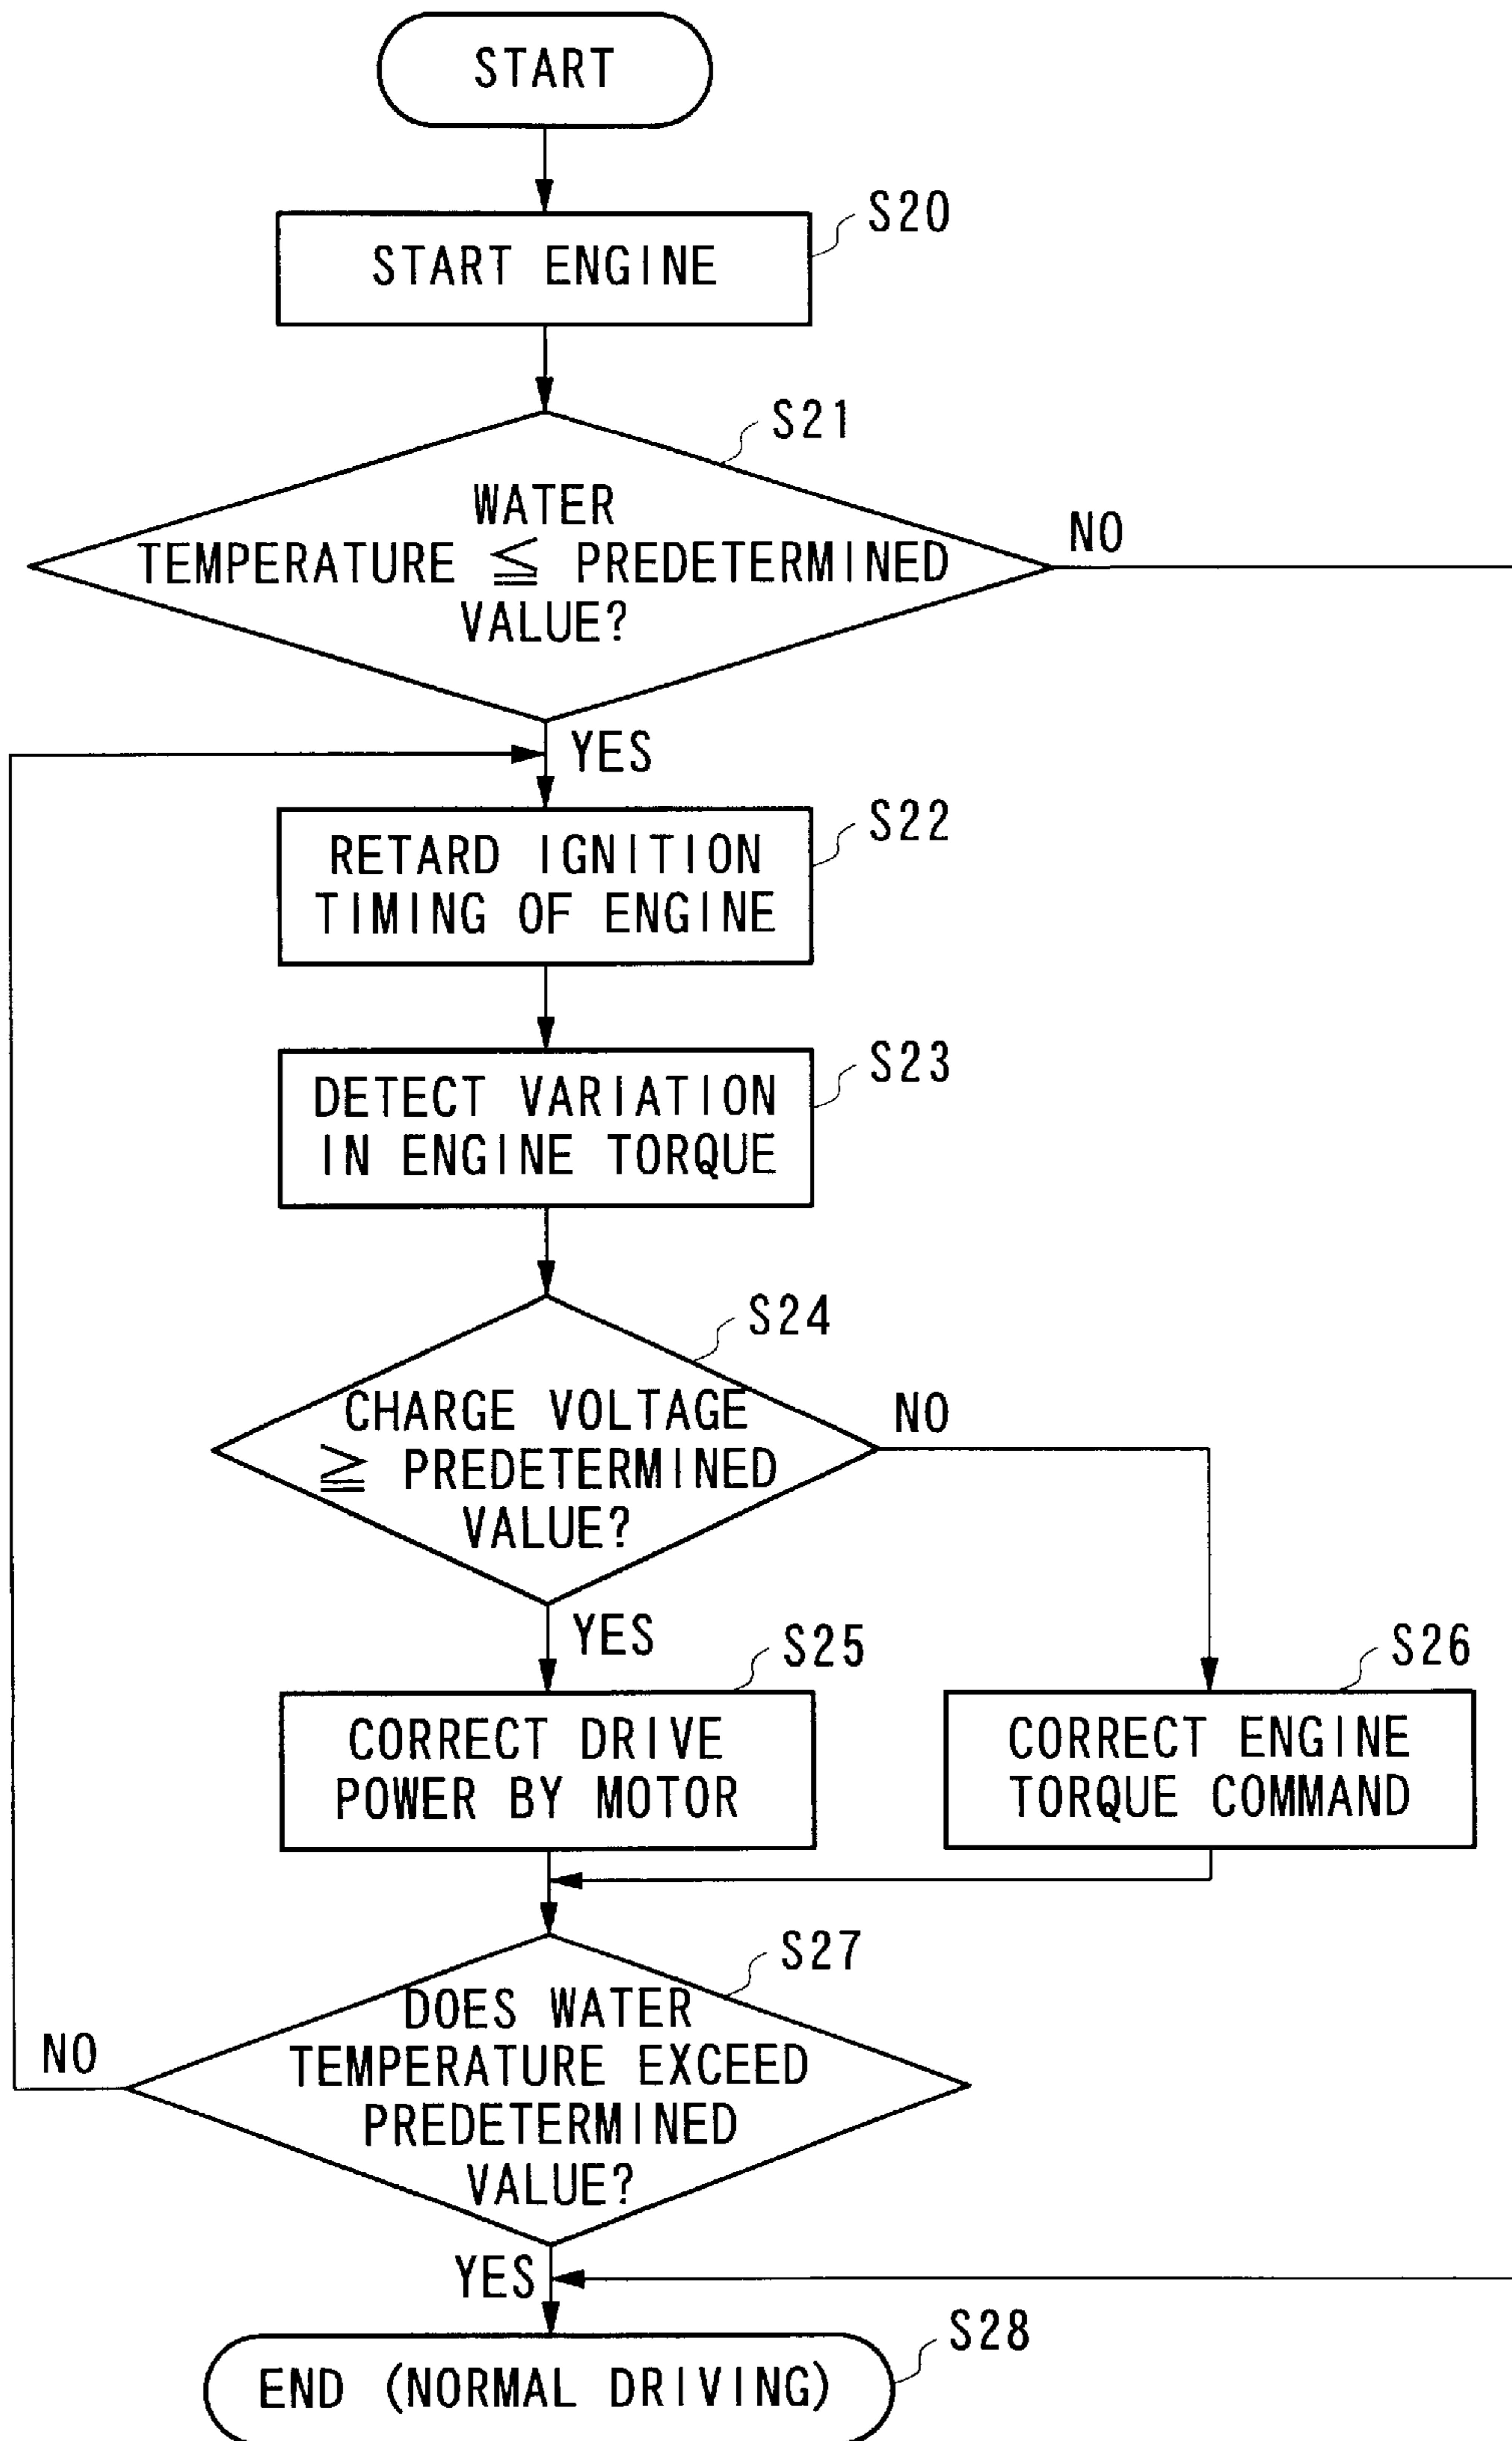 START
S20
START ENGINE
S21
WATER
TEMPERATURE ≦ PREDETERMINED
VALUE?
NO
YES
S22
RETARD IGNITION
TIMING OF ENGINE
S23
DETECT VARIATION
IN ENGINE TORQUE
S24
CHARGE VOLTAGE
≧ PREDETERMINED
VALUE?
NO
YES
S25
CORRECT DRIVE
POWER BY MOTOR
S26
CORRECT ENGINE
TORQUE COMMAND
S27
DOES WATER
TEMPERATURE EXCEED
PREDETERMINED
VALUE?
NO
YES
S28
END (NORMAL DRIVING)